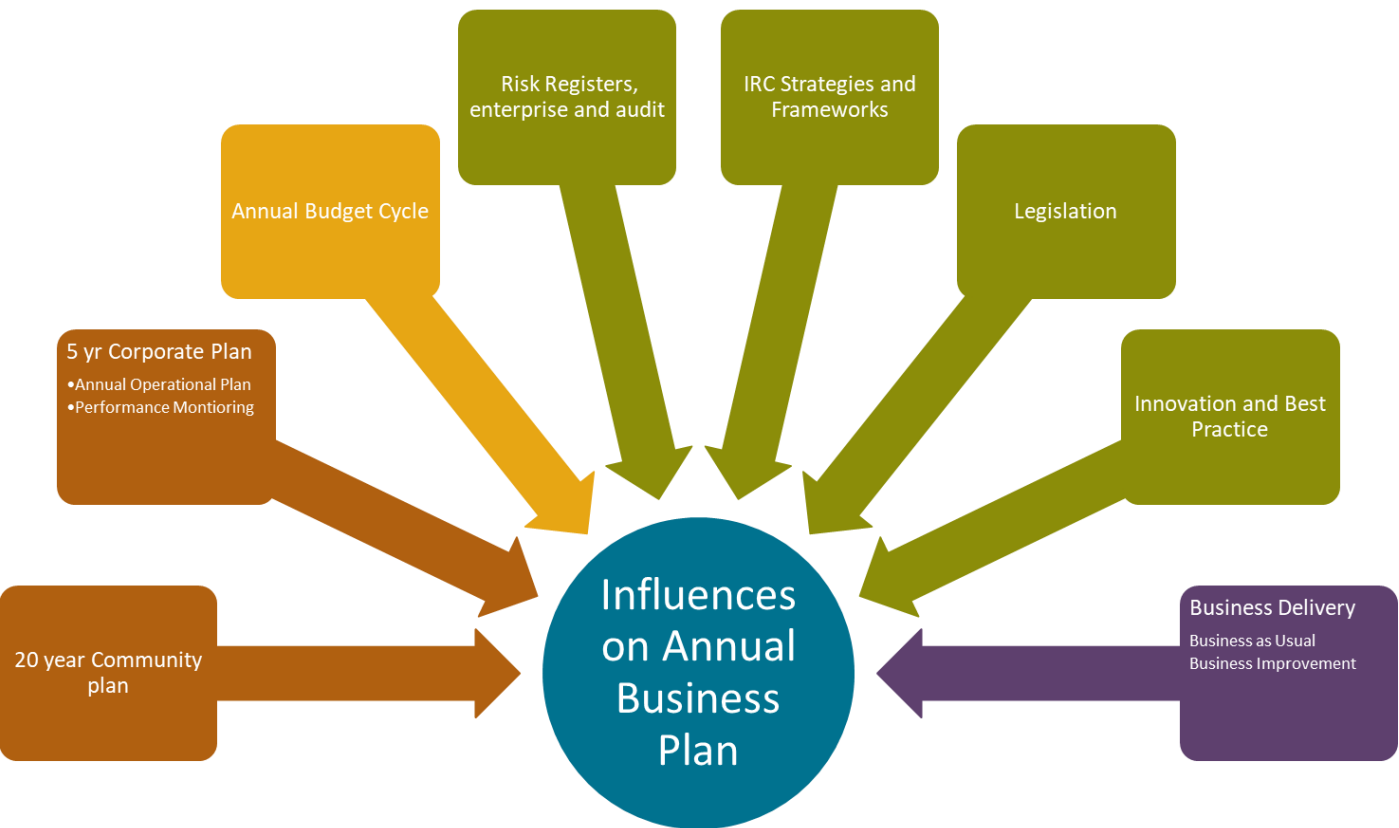 Risk Registers,
enterprise and audit
IRC Strategies and
Frameworks
Annual Budget Cycle
Legislation
5 yr Corporate Plan
•Annual Operational Plan
•Performance Montioring
Innovation and Best
Practice
20 year Community
plan
Influences
on Annual
Business
Plan
Business Delivery
Business as Usual
Business Improvement